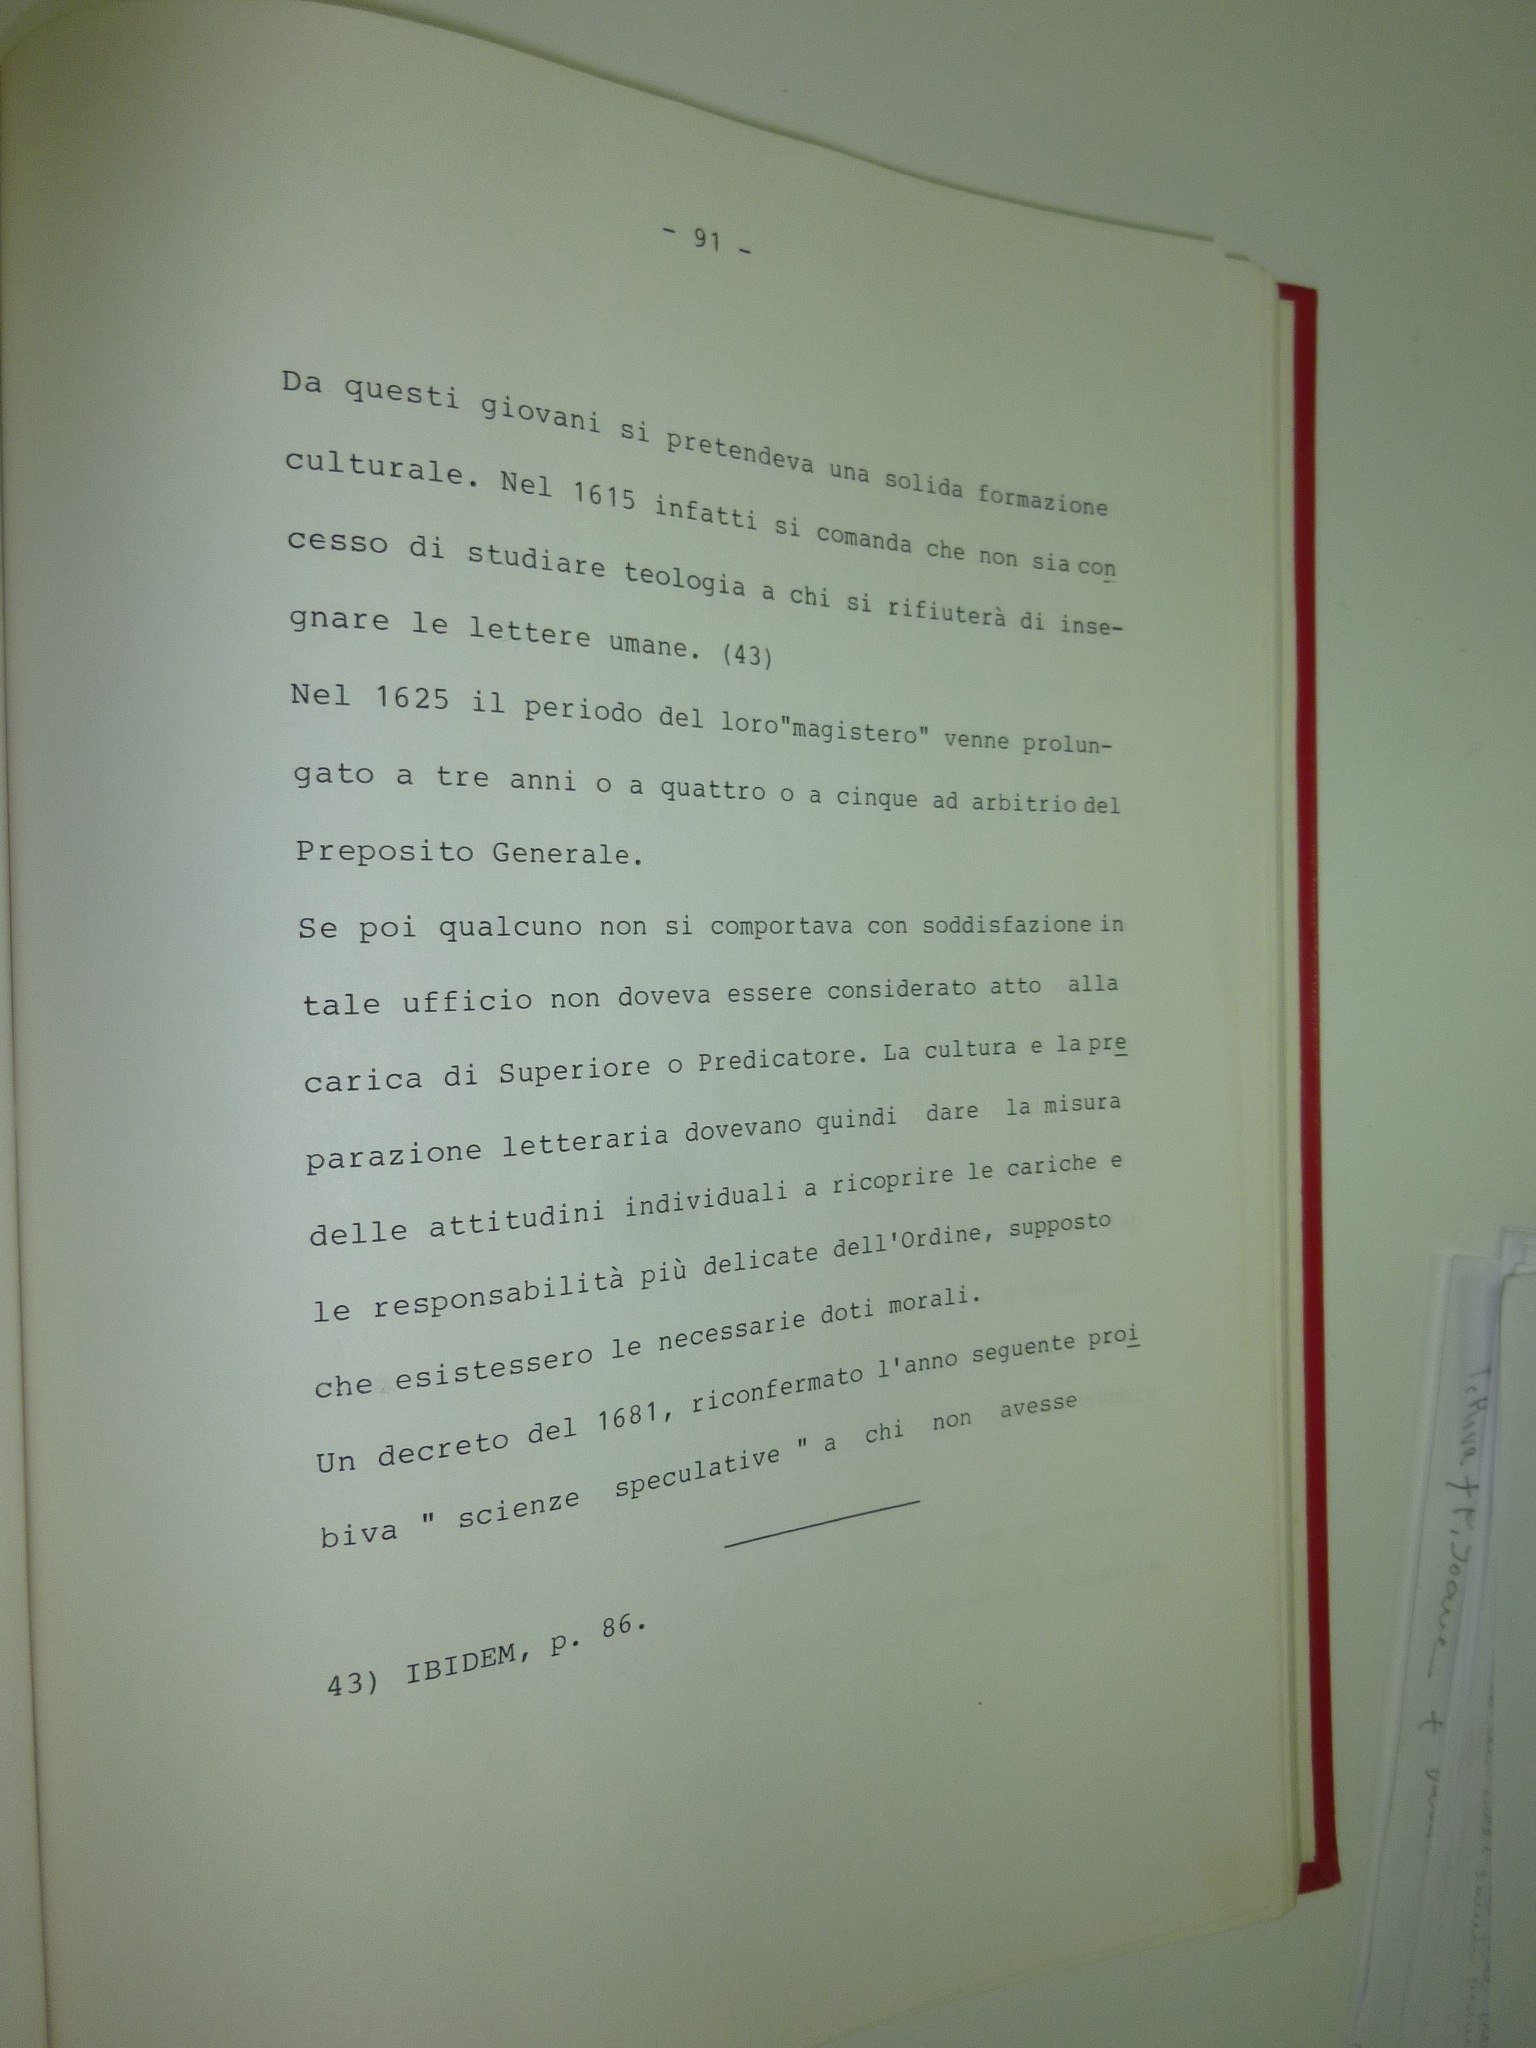 - 91 -
Da questi giovani si pretendeva una solida formazione
culturale. Nel 1615 infatti si comanda che non sia con
cesso di studiare teologia a chi si rifiuterà di inse-
gnare le lettere umane. (43)
Nel 1625 il periodo del loro"magistero" venne prolun-
gato a tre anni o a quattro o a cinque ad arbitrio del
Preposito Generale.
Se poi qualcuno non si comportava con soddisfazione in
tale ufficio non doveva essere considerato atto alla
carica di Superiore o Predicatore. La cultura e la pre
parazione letteraria dovevano quindi dare la misura
delle attitudini individuali a ricoprire le cariche e
le responsabilità più delicate dell'Ordine, supposto
che esistessero le necessarie doti morali.
Un decreto del 1681, riconfermato l'anno seguente proi
biva " scienze speculative " a chi non avesse
43) IBIDEM, p. 86.